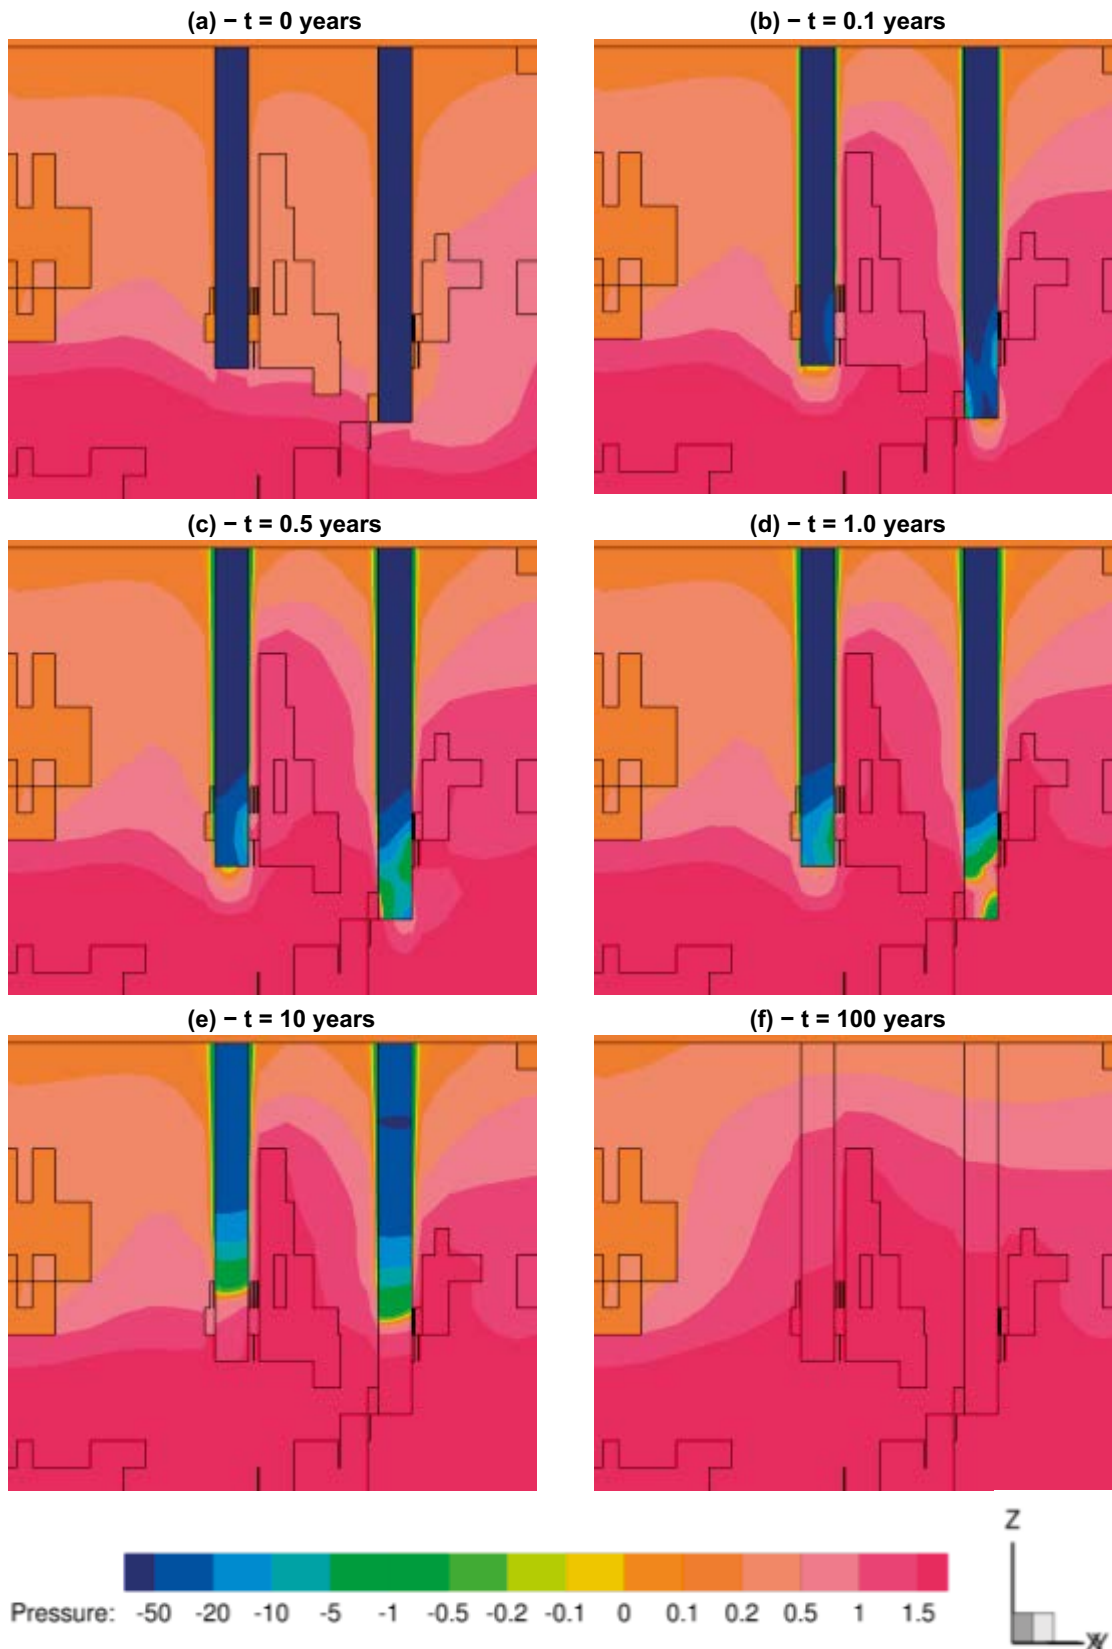 (a) − t = 0 years
(b) − t = 0.1 years
(c) − t = 0.5 years
(d) − t = 1.0 years
(e) − t = 10 years
(f) − t = 100 years
Pressure: -50 -20 -10 -5 -1 -0.5 -0.2 -0.1 0 0.1 0.2 0.5 1 1.5
Z